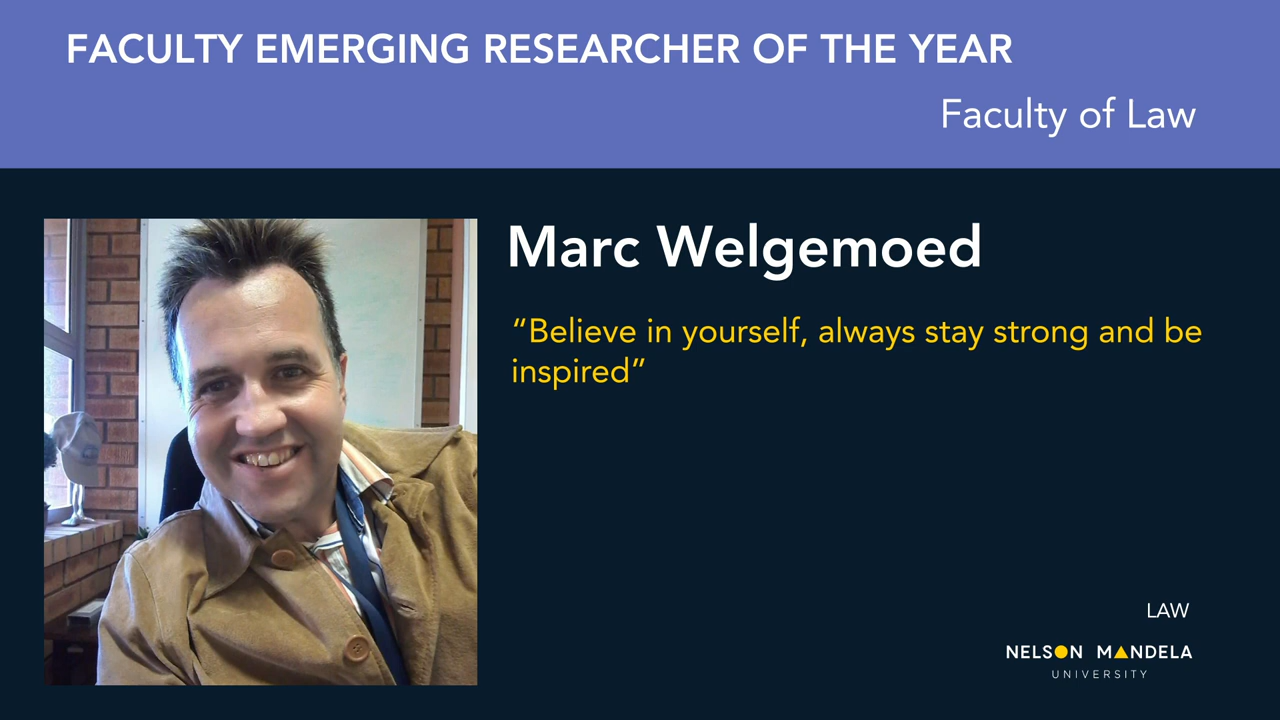 FACULTY EMERGING RESEARCHER OF THE YEAR
Faculty of Law
Marc Welgemoed
“Believe in yourself, always stay strong and be
inspired”
LAW
NELSON MANDELA
UNIVERSITY